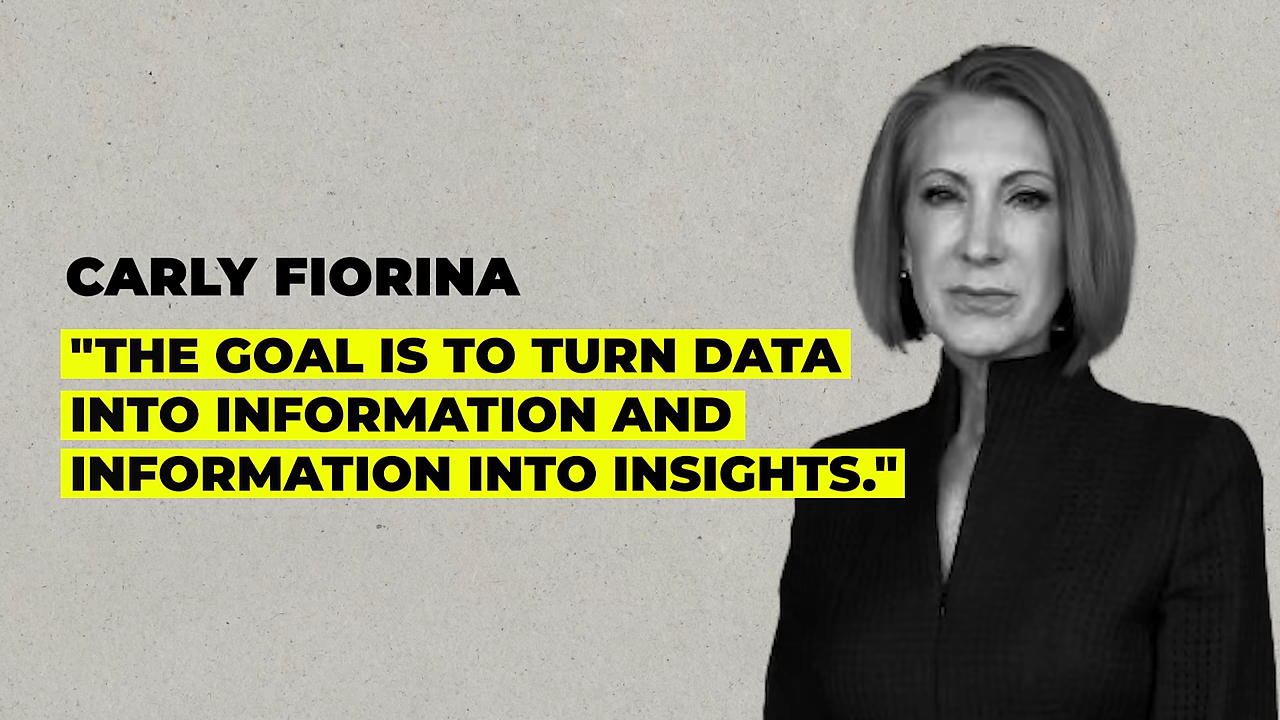 CARLY FIORINA
"THE GOAL IS TO TURN DATA
INTO INFORMATION AND
INFORMATION INTO INSIGHTS."